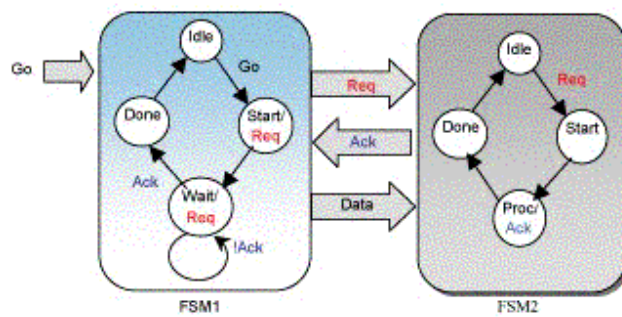 Go
Idle
Go
Done
Start/
Req
Ack
Wait/
Req
!Ack
FSM1
Req
Ack
Data
Idle
Req
Done
Start
Proc/
Ack
FSM2